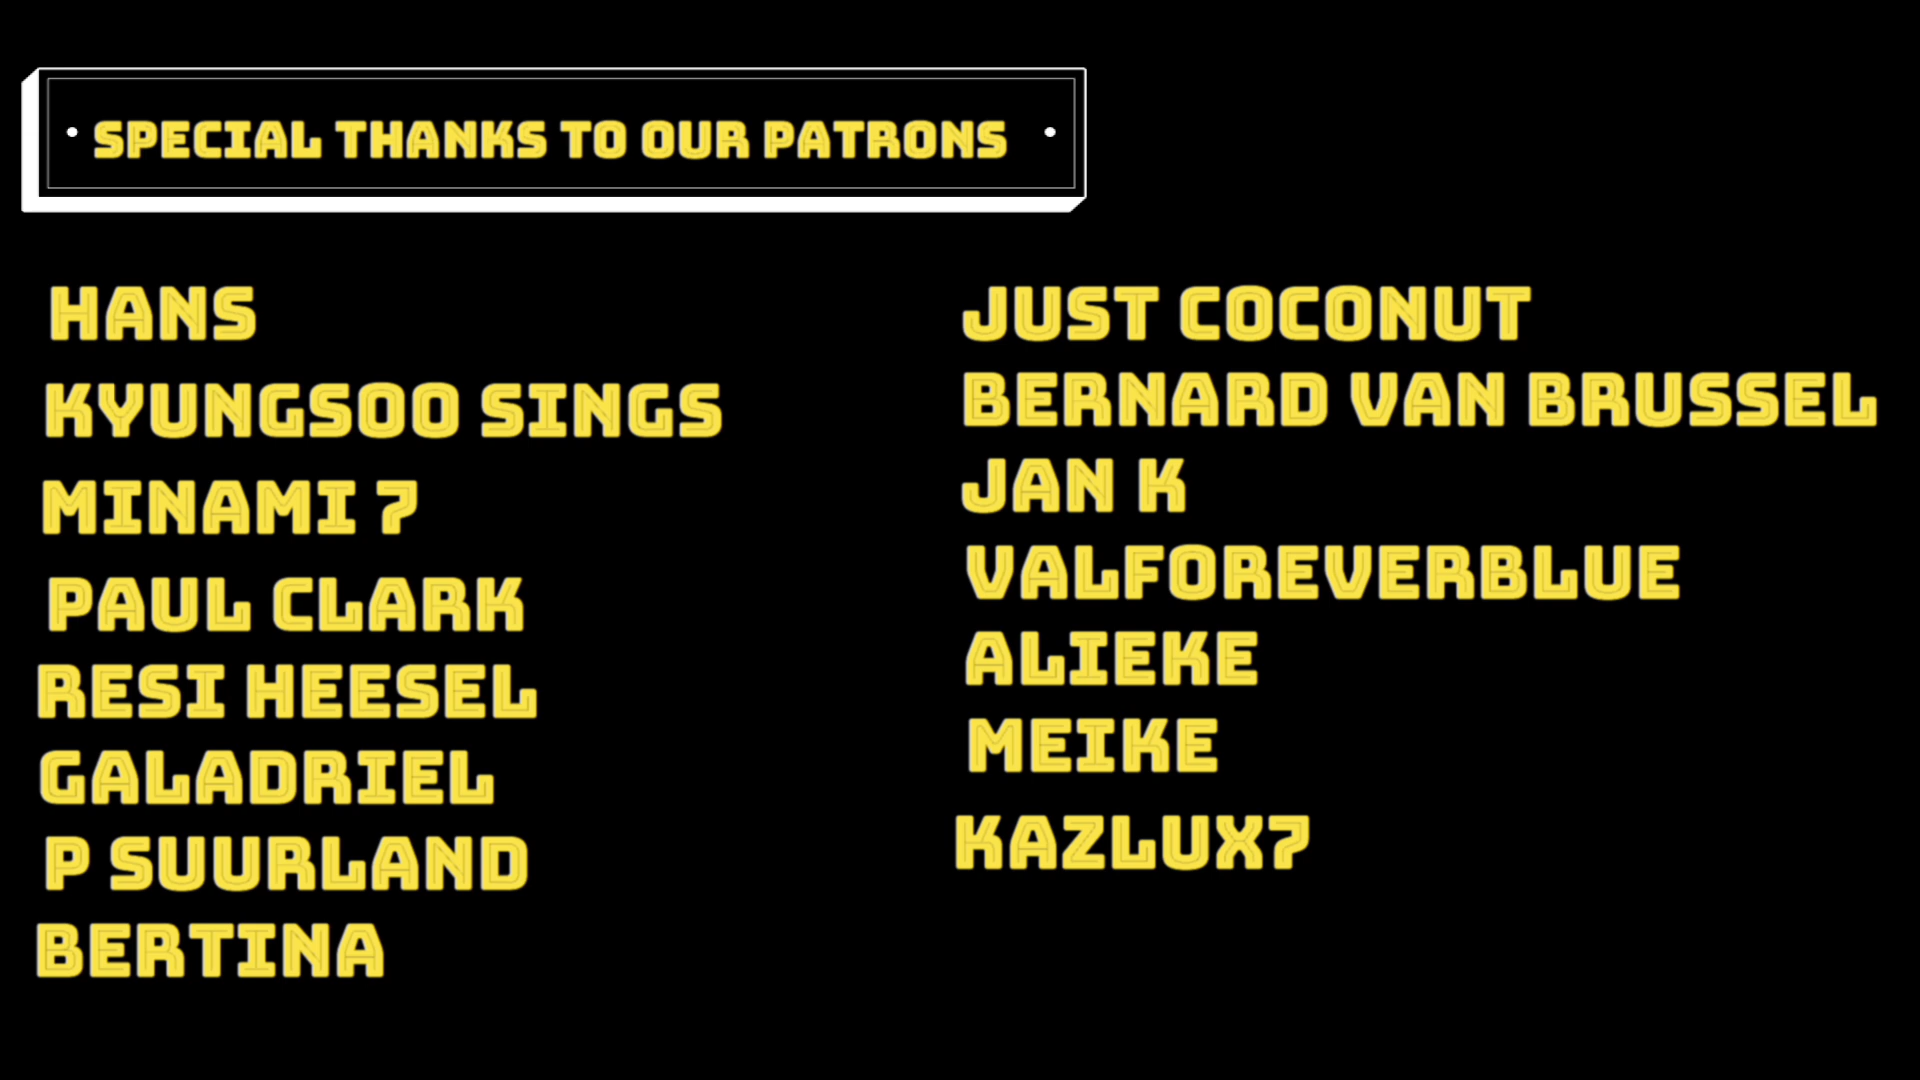 SPECIAL THANKS TO OUR PATRONS
HANS
KYUNGSOO SINGS
MINAMI 7
PAUL CLARK
RESI HEESEL
GALADRIEL
P SUURLAND
BERTINA
JUST COCONUT
BERNARD VAN BRUSSEL
JAN K
VALFOREVERBLUE
ALIEKE
MEIKE
KAZLUX7